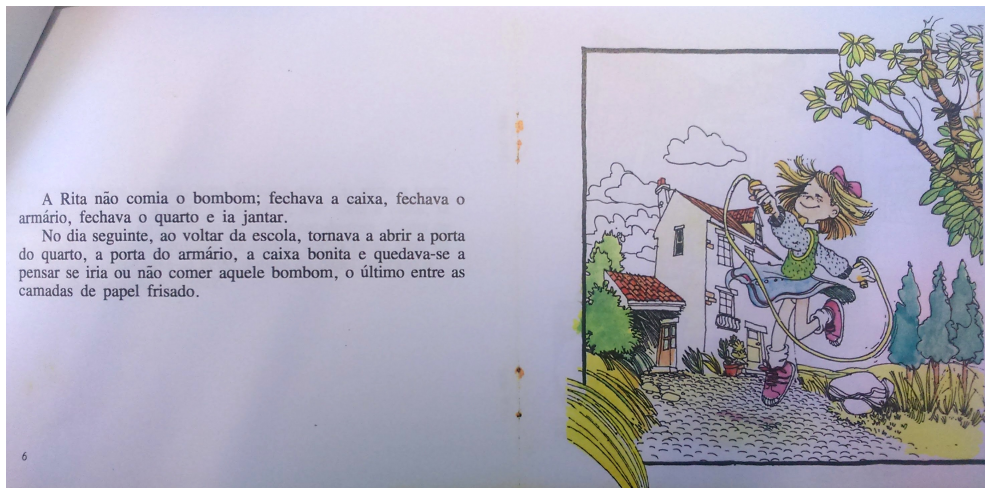 A Rita não comia o bombom; fechava a caixa, fechava o
armário, fechava o quarto e ia jantar.
No dia seguinte, ao voltar da escola, tornava a abrir a porta
do quarto, a porta do armário, a caixa bonita e quedava-se a
pensar se iria ou não comer aquele bombom, o último entre as
camadas de papel frisado.
6